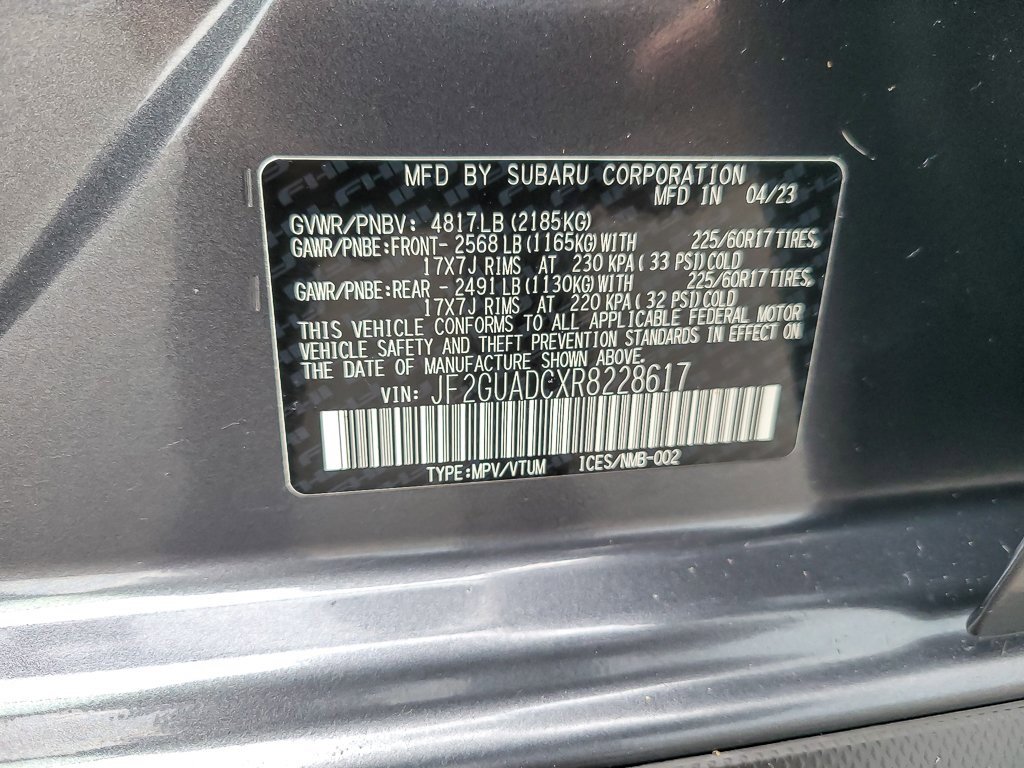 MFD BY SUBARU CORPORATION
MFD IN 04/23
GVWR/PNBV: 4817LB(2185KG)
GAWR/PNBE:FRONT- 2568 LB(1165KG)WITH 225/60R17 TIRES,
17X7J RIMS AT 230 KPA( 33 PSI)COLD
GAWR/PNBE:REAR - 2491 LB(1130KG)WITH 225/60R17 TIRES,
17X7J RIMS AT 220 KPA( 32 PSI)COLD
THIS VEHICLE CONFORMS TO ALL APPLICABLE FEDERAL MOTOR
VEHICLE SAFETY AND THEFT PREVENTION STANDARDS IN EFFECT ON
THE DATE OF MANUFACTURE SHOWN ABOVE.
VIN: JF2GUADCXR8228617
TYPE:MPV/VTUM ICES/NMB-002